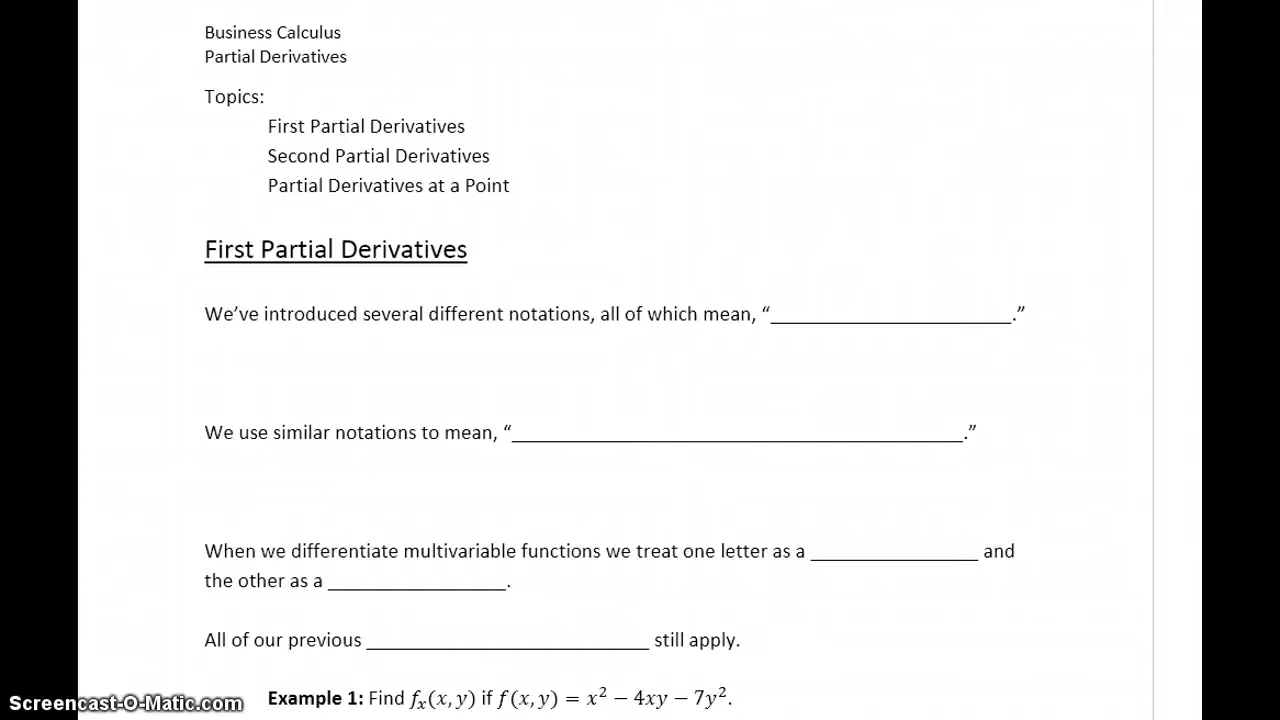 Business Calculus
Partial Derivatives
Topics:
First Partial Derivatives
Second Partial Derivatives
Partial Derivatives at a Point
First Partial Derivatives
We’ve introduced several different notations, all of which mean, “________________________.”
We use similar notations to mean, “_____________________________________________.”
When we differentiate multivariable functions we treat one letter as a _________________ and
the other as a __________________.
All of our previous ____________________________ still apply.
Example 1: Find fₓ(x, y) if f(x, y) = x² − 4xy − 7y².
Screencast-O-Matic.com